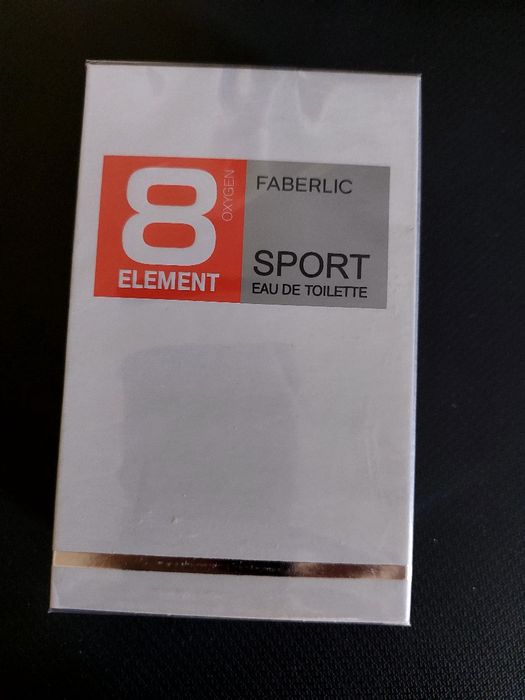 8
OXYGEN
ELEMENT
FABERLIC
SPORT
EAU DE TOILETTE